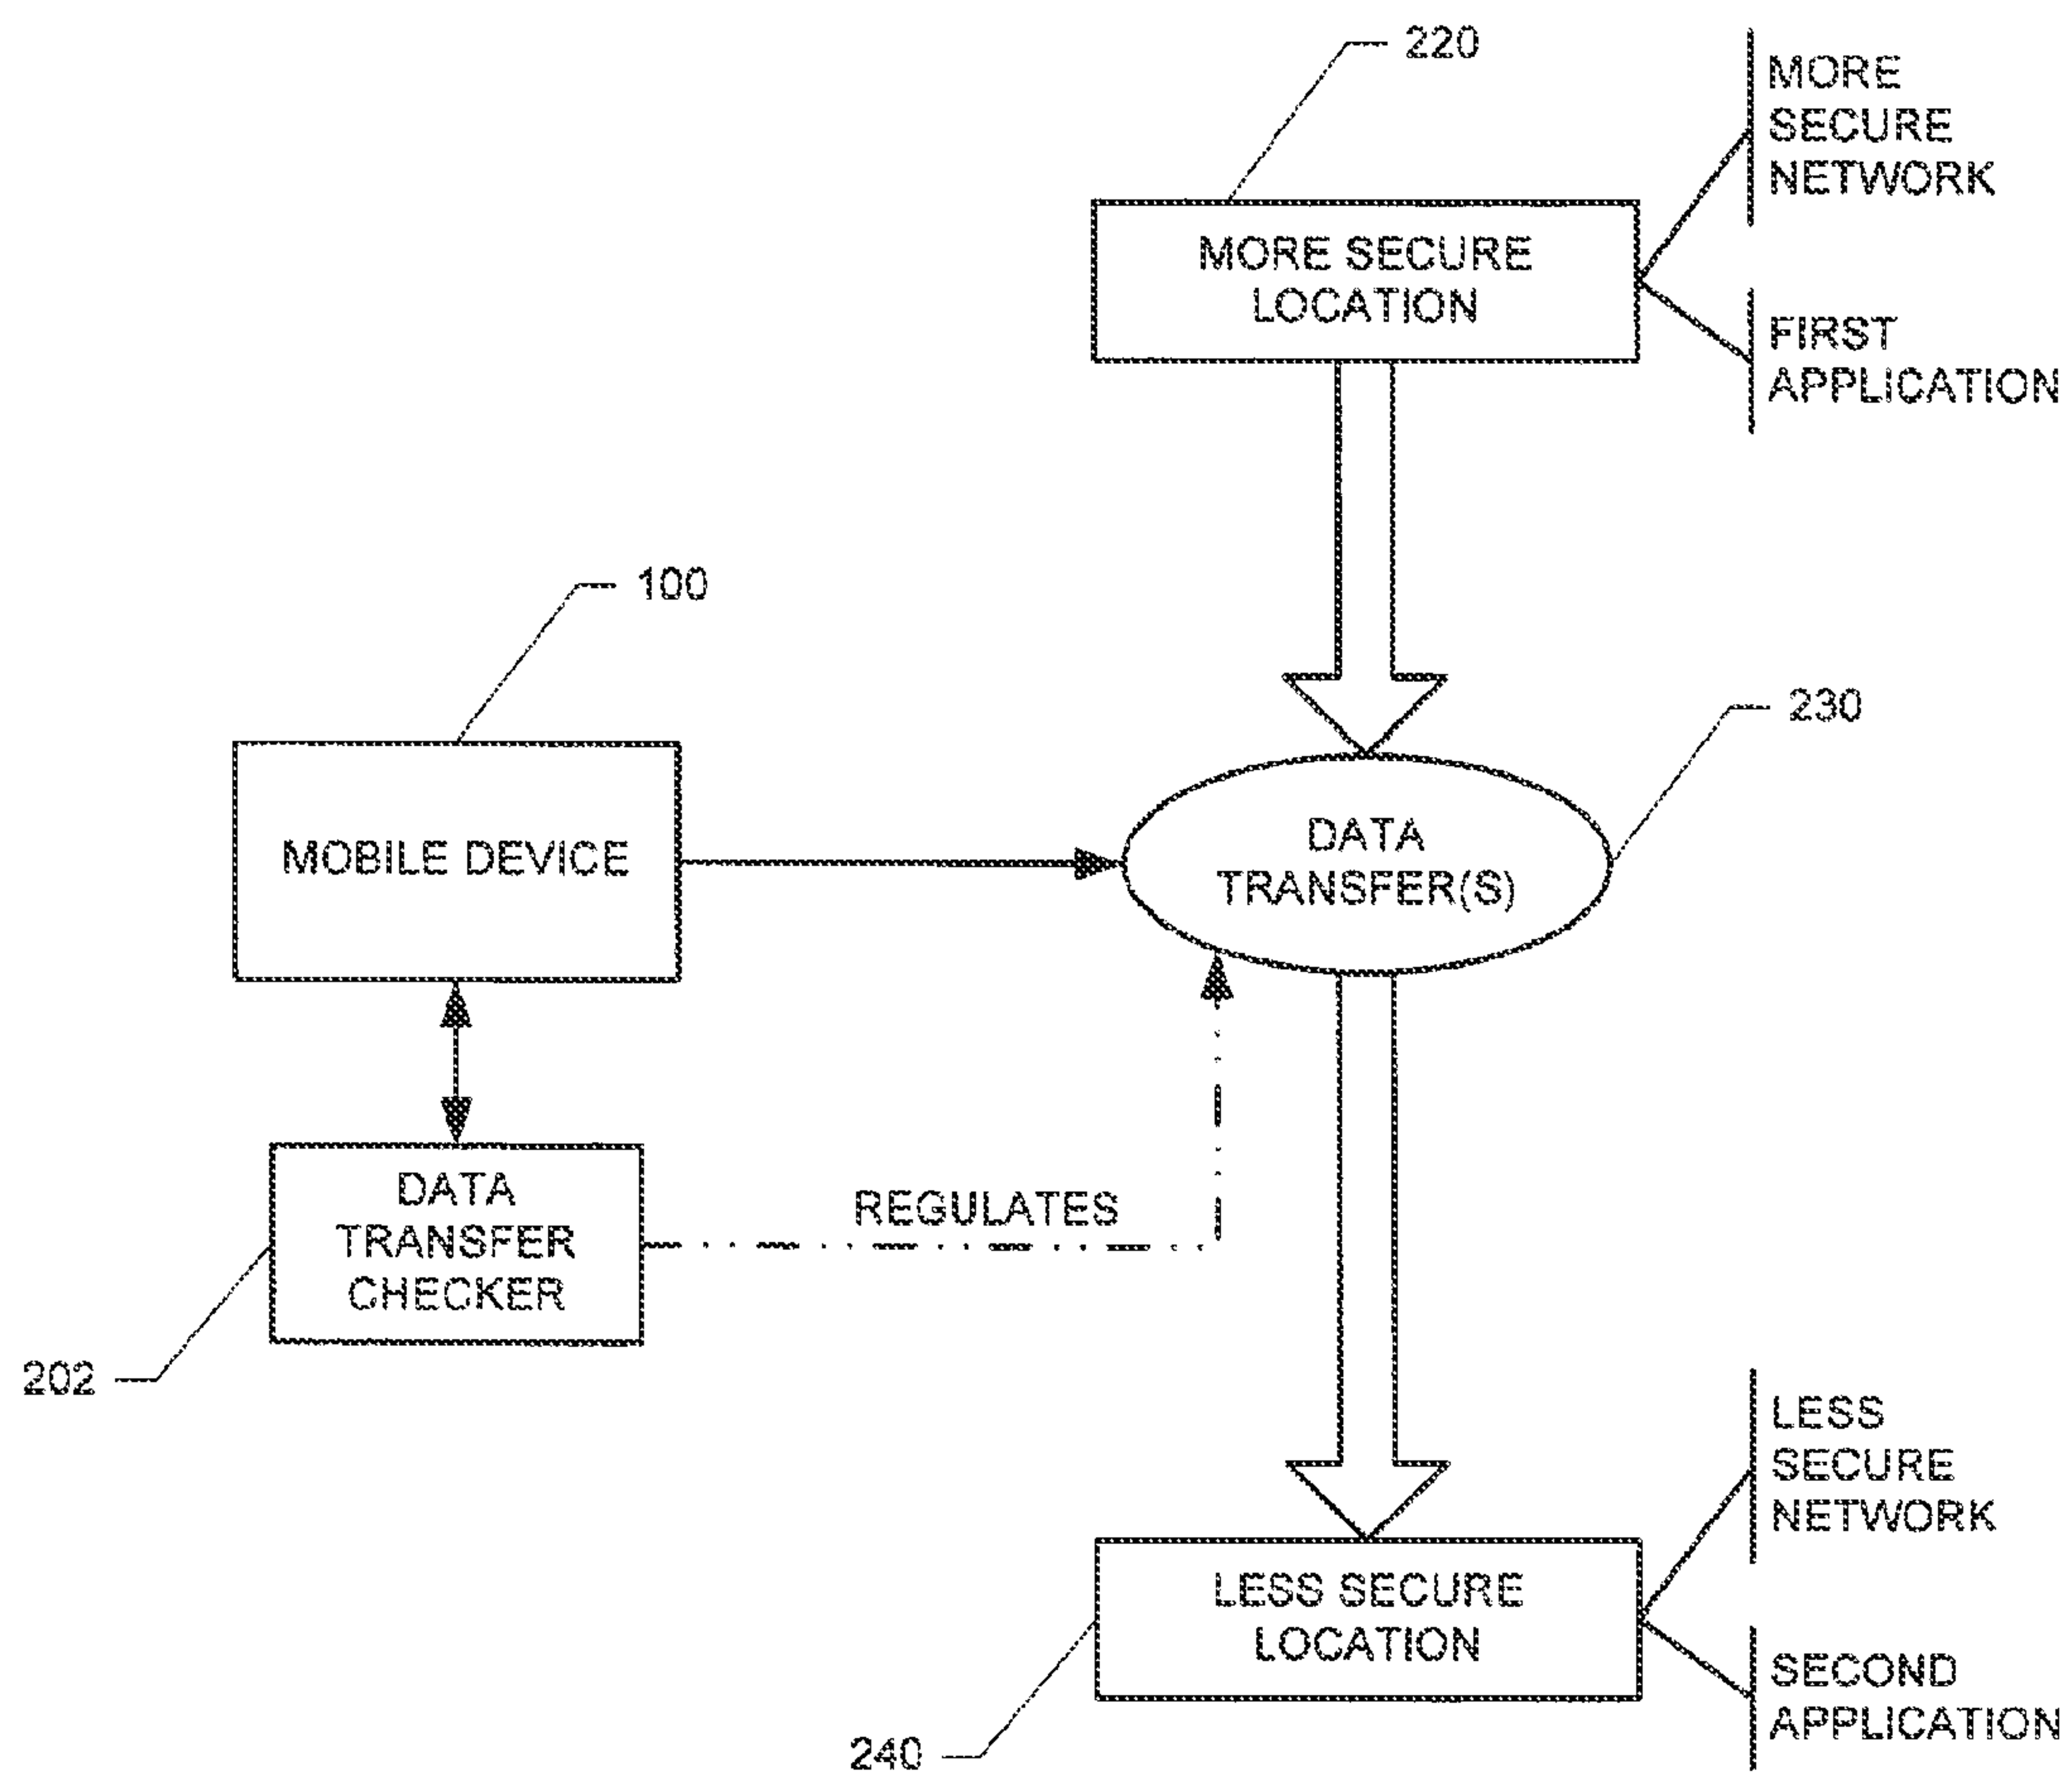 220
MORE
SECURE
NETWORK
MORE SECURE
LOCATION
FIRST
APPLICATION
100
230
MOBILE DEVICE
DATA
TRANSFER(S)
DATA
TRANSFER
CHECKER
REGULATES
202
LESS
SECURE
NETWORK
LESS SECURE
LOCATION
SECOND
APPLICATION
240